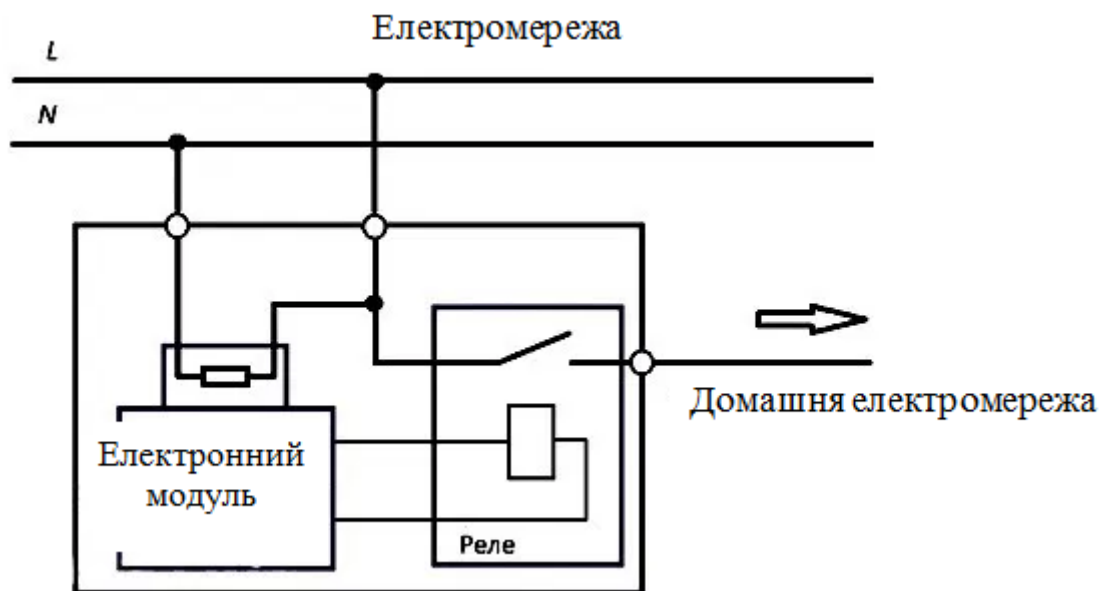 Електромережа
L
N
Домашня електромережа
Електронний
модуль
Реле